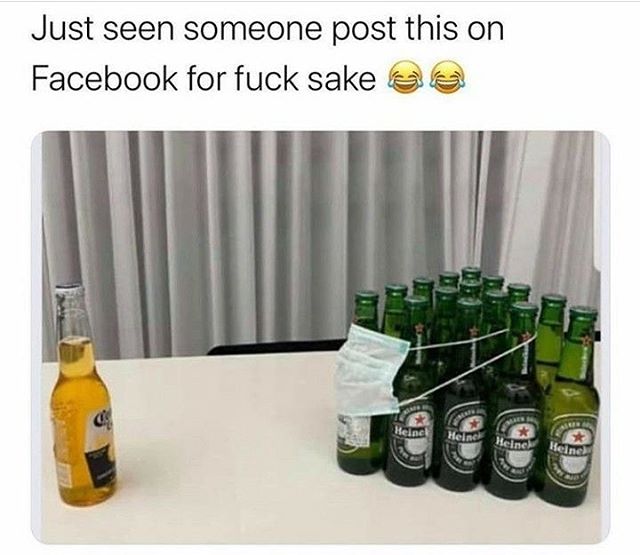 Just seen someone post this on
Facebook for fuck sake 😂😂
Heinek
Heinek
Heinek
Heinek